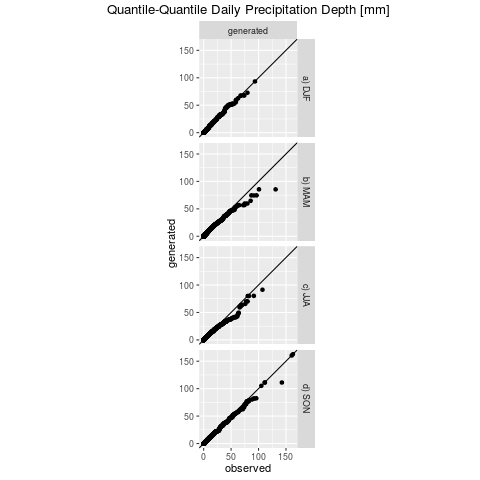 Quantile-Quantile Daily Precipitation Depth [mm]
generated
150
100
50
0
a) DJF
150
100
50
0
b) MAM
generated
150
100
50
0
c) JJA
150
100
50
0
d) SON
0 50 100 150
observed